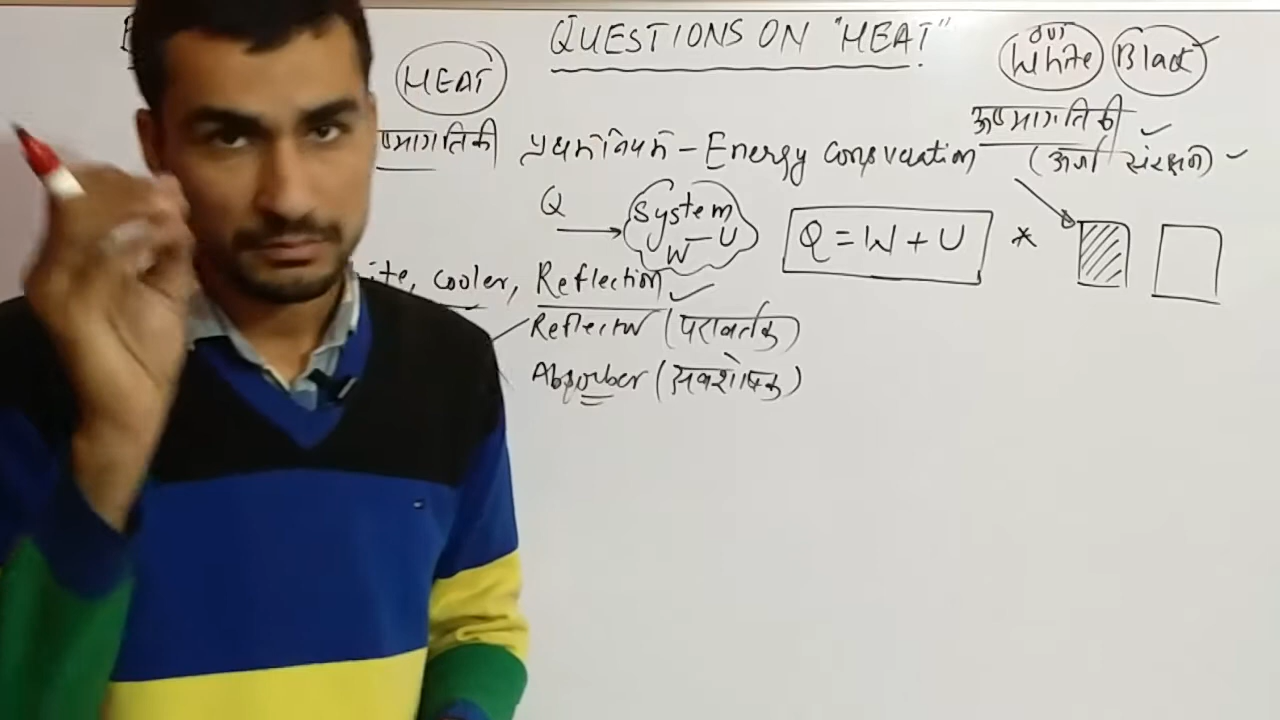 QUESTIONS ON "HEAT".
HEAT
White Black
ऊष्मागतिकी
ष्मागतिकी प्रथम नियम - Energy Conservation (ऊर्जा संरक्षण)
Q System Q = W + U *
W - U
ite, cooler, Reflection
Reflector (परावर्तक)
Absorber (अवशोषक)